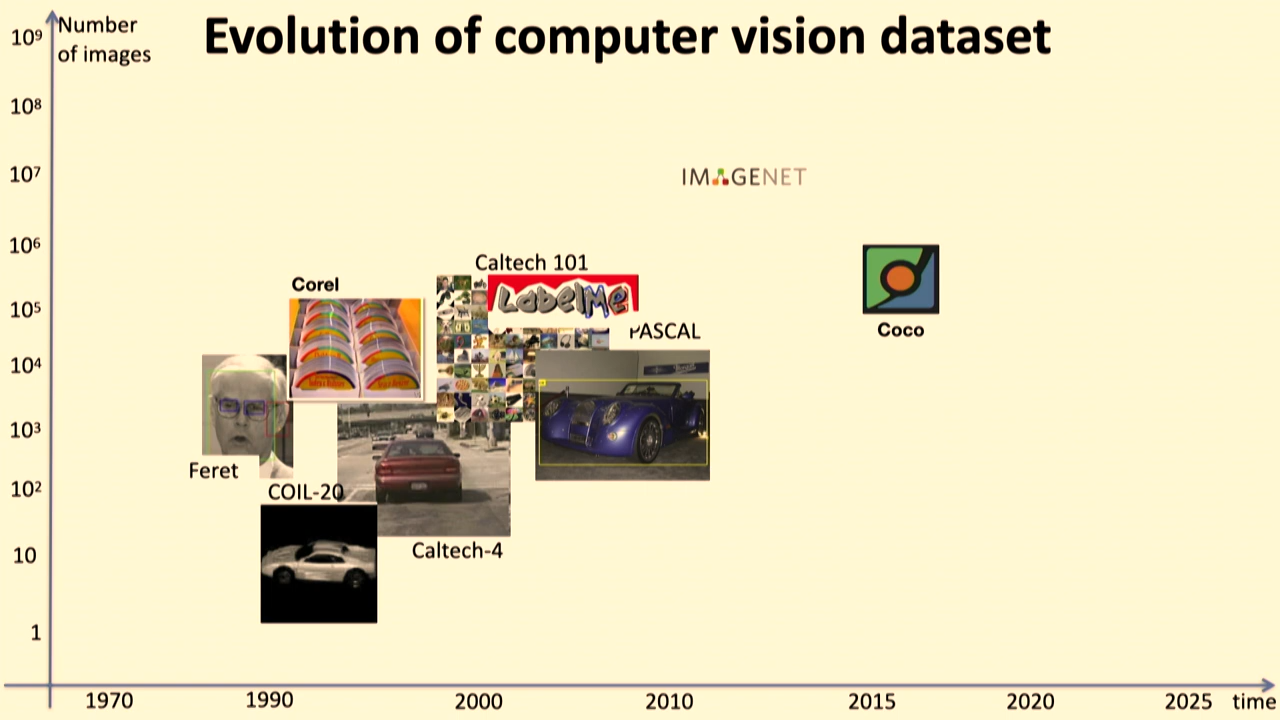 Evolution of computer vision dataset
Number
of images
10⁹
10⁸
10⁷
10⁶
10⁵
10⁴
10³
10²
10
1
IMAGENET
Caltech 101
Corel
LabelMe
PASCAL
Coco
Feret
COIL-20
Caltech-4
1970 1990 2000 2010 2015 2020 2025 time